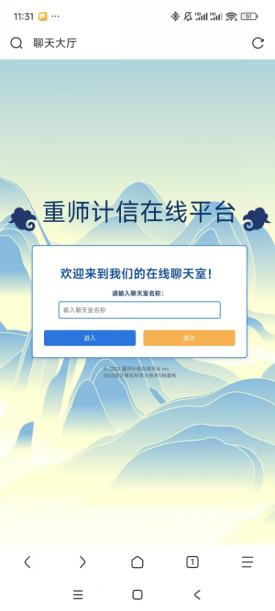 11:31
聊天大厅
重师计信在线平台
欢迎来到我们的在线聊天室！
请输入聊天室名称：
输入聊天室名称
进入
退出
1